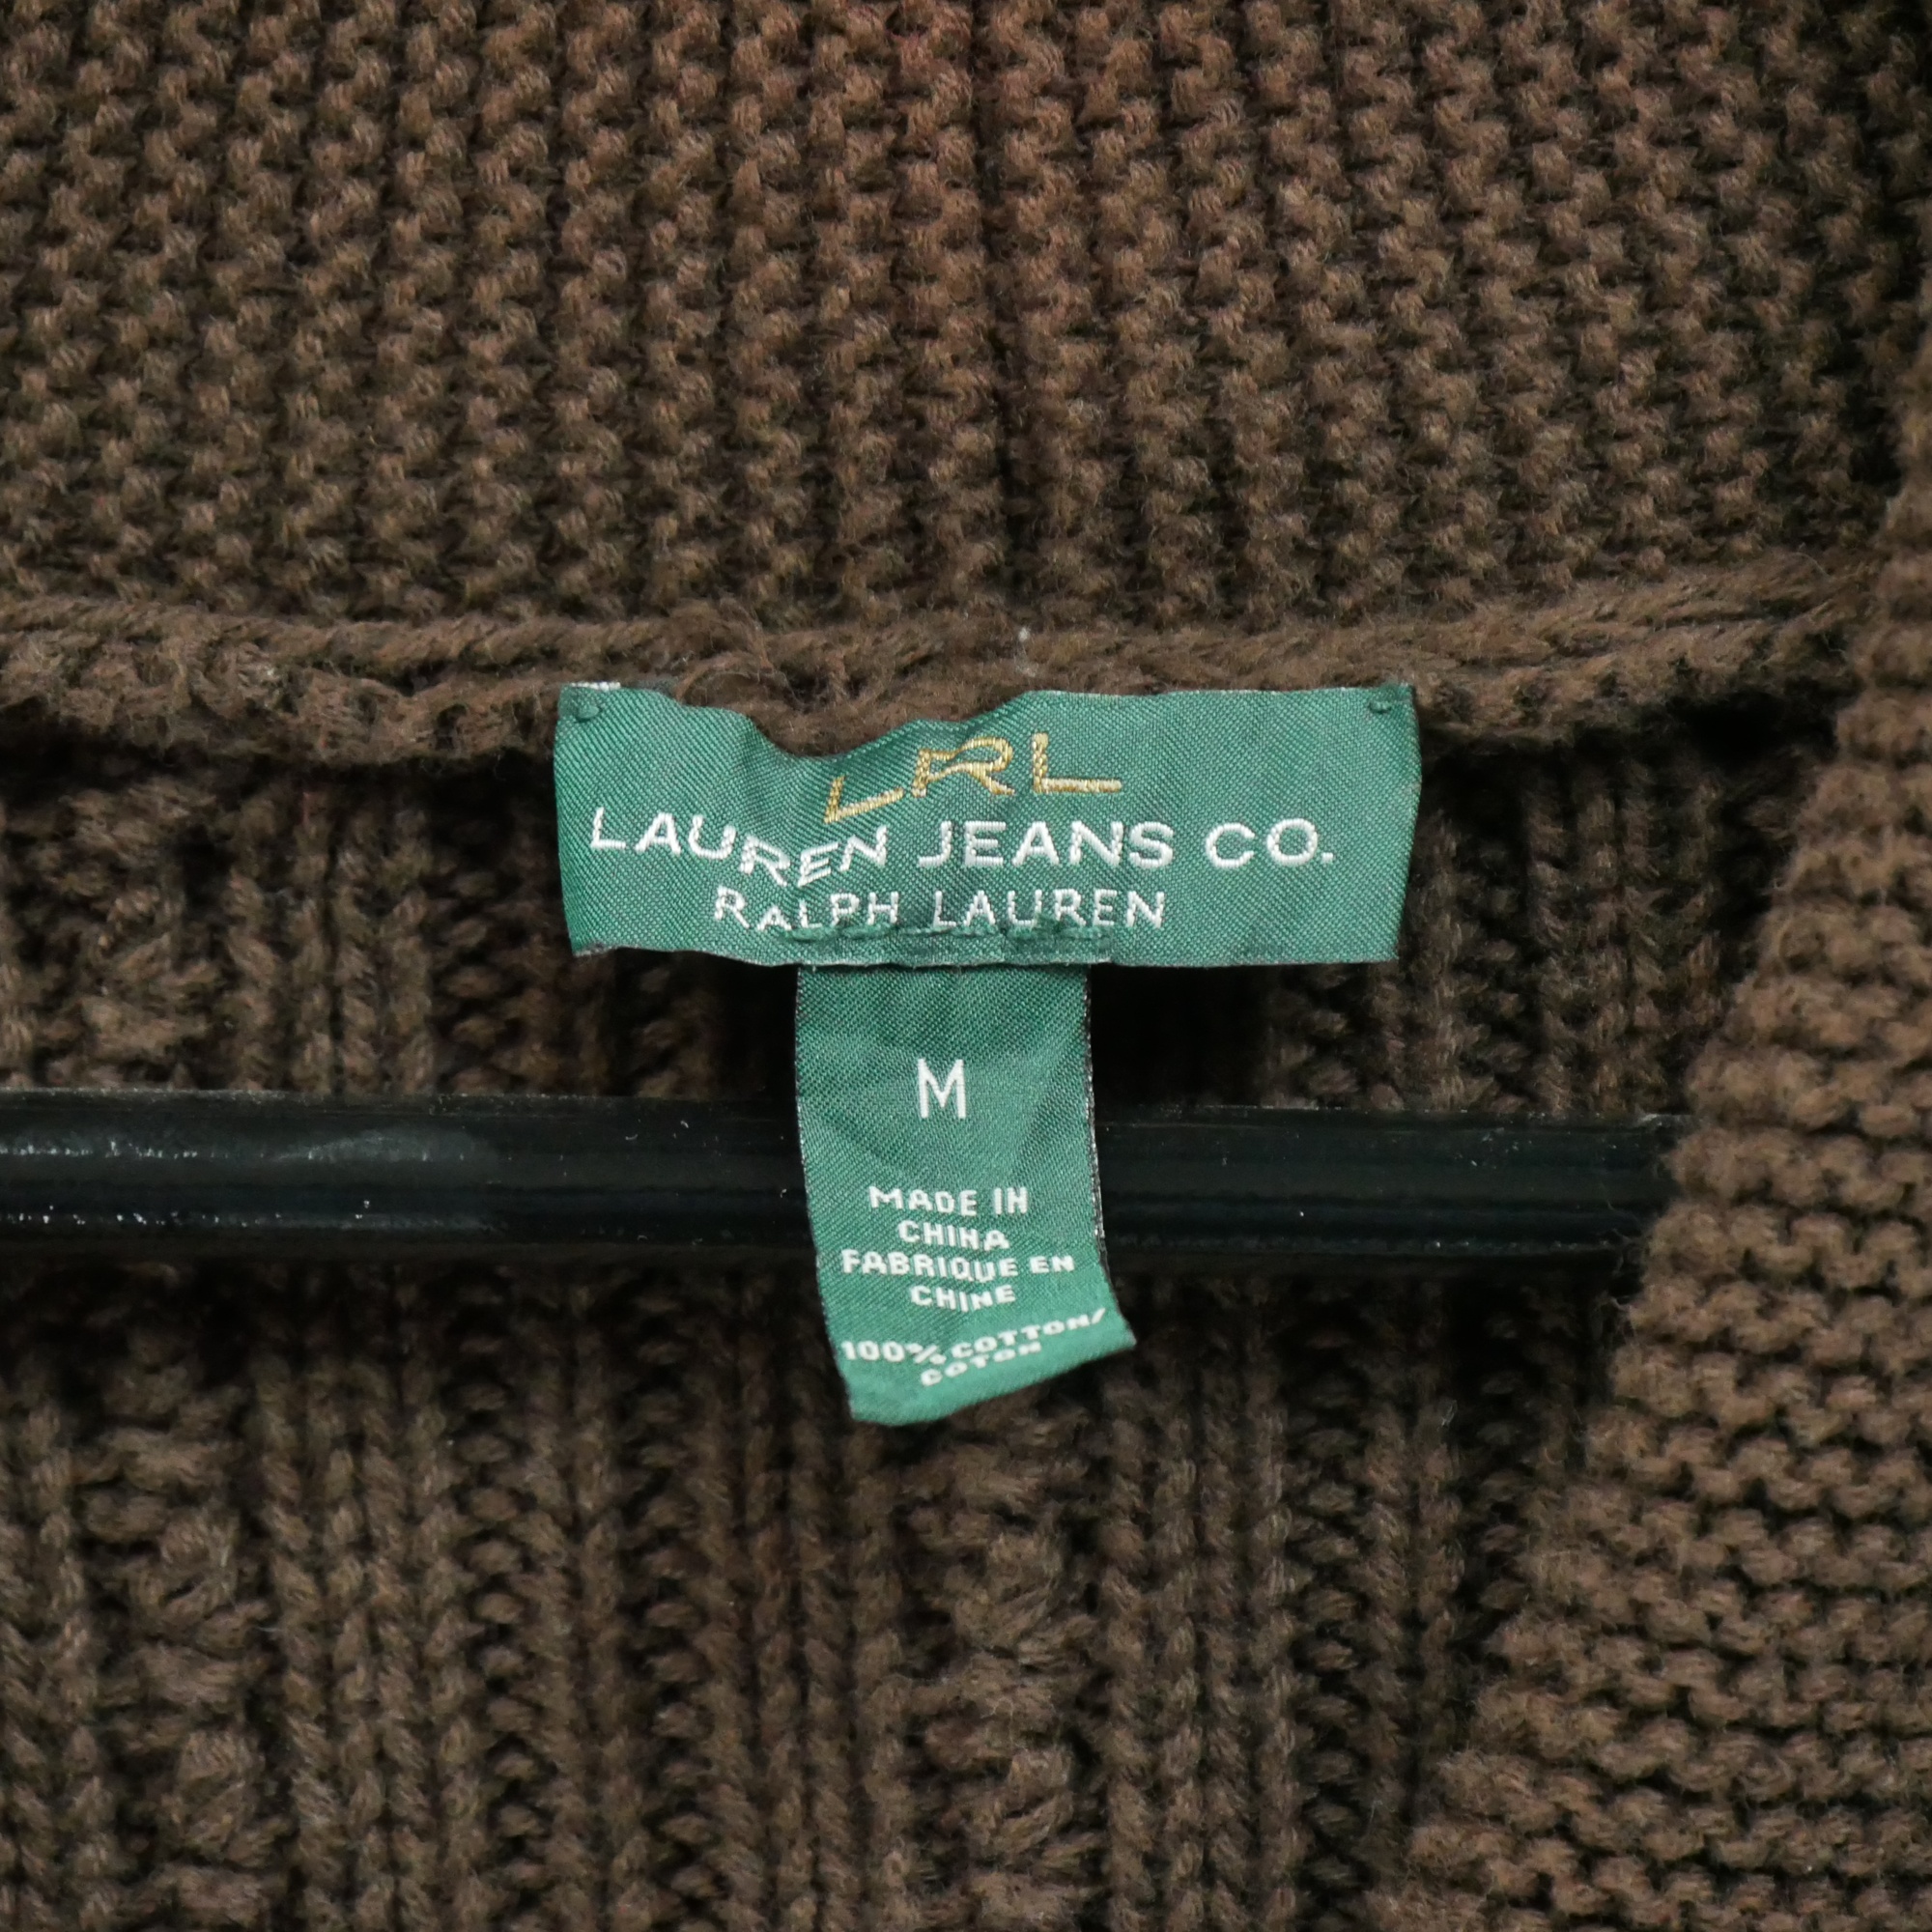 LRL
LAUREN JEANS CO.
RALPH LAUREN
M
MADE IN
CHINA
FABRIQUE EN
CHINE
100% COTTON/
COTON